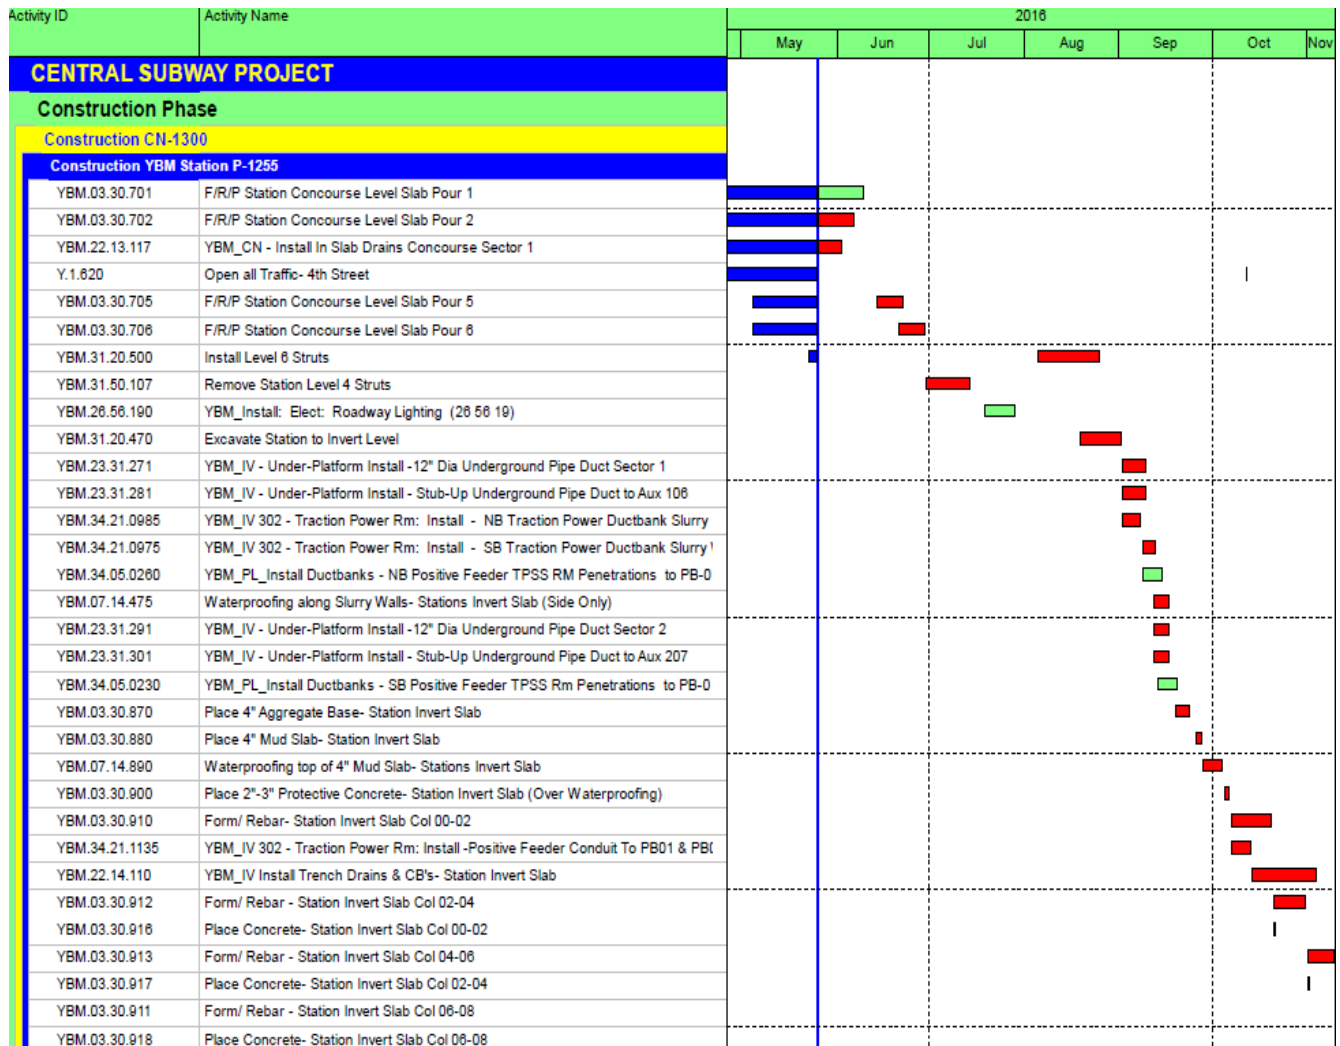 Activity ID Activity Name 2016
May Jun Jul Aug Sep Oct Nov
CENTRAL SUBWAY PROJECT
Construction Phase
Construction CN-1300
Construction YBM Station P-1255
YBM.03.30.701 F/R/P Station Concourse Level Slab Pour 1
YBM.03.30.702 F/R/P Station Concourse Level Slab Pour 2
YBM.22.13.117 YBM_CN - Install In Slab Drains Concourse Sector 1
Y.1.620 Open all Traffic- 4th Street
YBM.03.30.705 F/R/P Station Concourse Level Slab Pour 5
YBM.03.30.706 F/R/P Station Concourse Level Slab Pour 6
YBM.31.20.500 Install Level 6 Struts
YBM.31.50.107 Remove Station Level 4 Struts
YBM.26.56.190 YBM_Install: Elect: Roadway Lighting (26 56 19)
YBM.31.20.470 Excavate Station to Invert Level
YBM.23.31.271 YBM_IV - Under-Platform Install -12" Dia Underground Pipe Duct Sector 1
YBM.23.31.281 YBM_IV - Under-Platform Install - Stub-Up Underground Pipe Duct to Aux 106
YBM.34.21.0985 YBM_IV 302 - Traction Power Rm: Install - NB Traction Power Ductbank Slurry
YBM.34.21.0975 YBM_IV 302 - Traction Power Rm: Install - SB Traction Power Ductbank Slurry
YBM.34.05.0260 YBM_PL_Install Ductbanks - NB Positive Feeder TPSS RM Penetrations to PB-0
YBM.07.14.475 Waterproofing along Slurry Walls- Stations Invert Slab (Side Only)
YBM.23.31.291 YBM_IV - Under-Platform Install -12" Dia Underground Pipe Duct Sector 2
YBM.23.31.301 YBM_IV - Under-Platform Install - Stub-Up Underground Pipe Duct to Aux 207
YBM.34.05.0230 YBM_PL_Install Ductbanks - SB Positive Feeder TPSS Rm Penetrations to PB-0
YBM.03.30.870 Place 4" Aggregate Base- Station Invert Slab
YBM.03.30.880 Place 4" Mud Slab- Station Invert Slab
YBM.07.14.890 Waterproofing top of 4" Mud Slab- Stations Invert Slab
YBM.03.30.900 Place 2"-3" Protective Concrete- Station Invert Slab (Over Waterproofing)
YBM.03.30.910 Form/ Rebar- Station Invert Slab Col 00-02
YBM.34.21.1135 YBM_IV 302 - Traction Power Rm: Install -Positive Feeder Conduit To PB01 & PB
YBM.22.14.110 YBM_IV Install Trench Drains & CB's- Station Invert Slab
YBM.03.30.912 Form/ Rebar - Station Invert Slab Col 02-04
YBM.03.30.916 Place Concrete- Station Invert Slab Col 00-02
YBM.03.30.913 Form/ Rebar - Station Invert Slab Col 04-06
YBM.03.30.917 Place Concrete- Station Invert Slab Col 02-04
YBM.03.30.911 Form/ Rebar - Station Invert Slab Col 06-08
YBM.03.30.918 Place Concrete- Station Invert Slab Col 06-08